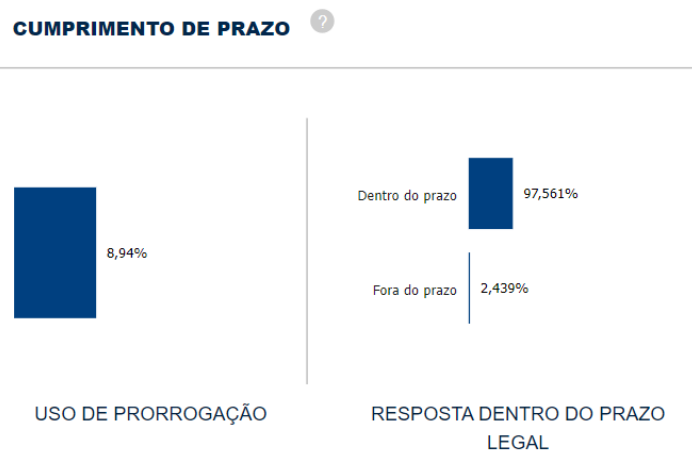 CUMPRIMENTO DE PRAZO ?
8,94%
USO DE PRORROGAÇÃO
Dentro do prazo 97,561%
Fora do prazo 2,439%
RESPOSTA DENTRO DO PRAZO
LEGAL